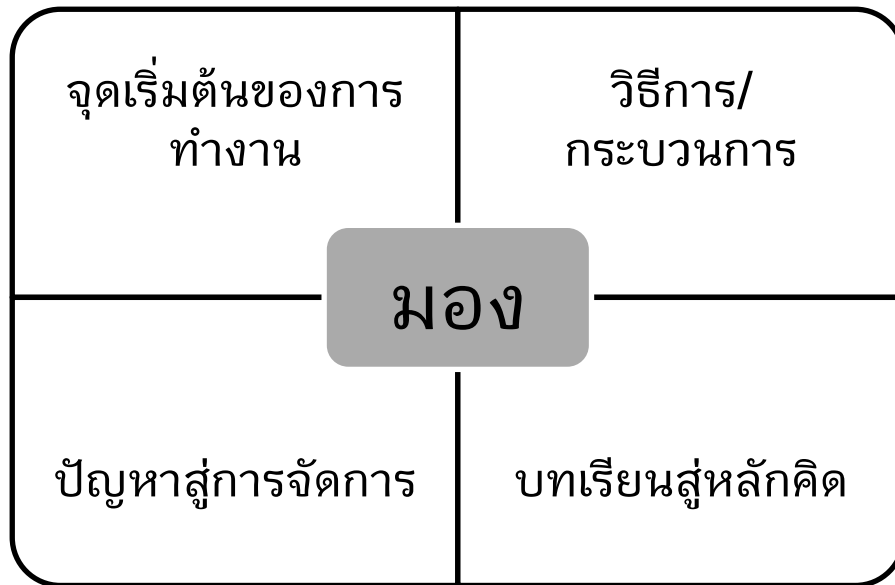 จุดเริ่มต้นของการ
ทำงาน
วิธีการ/
กระบวนการ
มอง
ปัญหาสู่การจัดการ
บทเรียนสู่หลักคิด